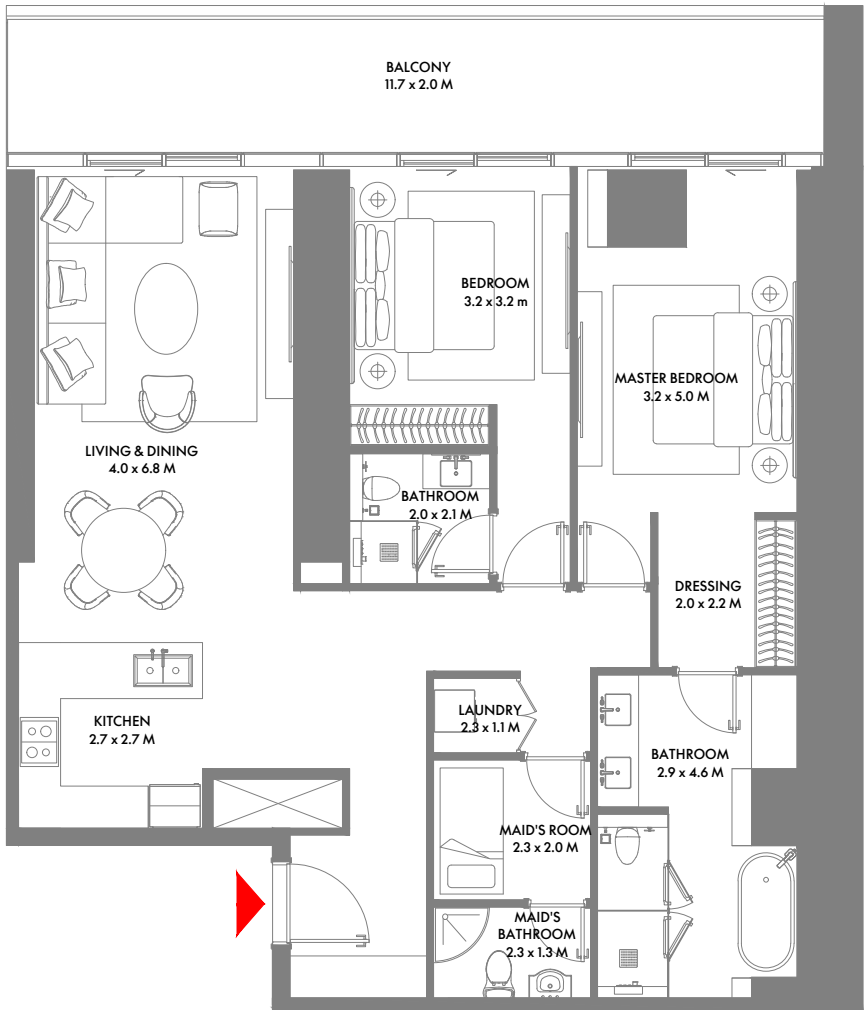 BALCONY
11.7 x 2.0 M
BEDROOM
3.2 x 3.2 m
MASTER BEDROOM
3.2 x 5.0 M
LIVING & DINING
4.0 x 6.8 M
BATHROOM
2.0 x 2.1 M
DRESSING
2.0 x 2.2 M
KITCHEN
2.7 x 2.7 M
LAUNDRY
2.3 x 1.1 M
BATHROOM
2.9 x 4.6 M
MAID'S ROOM
2.3 x 2.0 M
MAID'S
BATHROOM
2.3 x 1.3 M